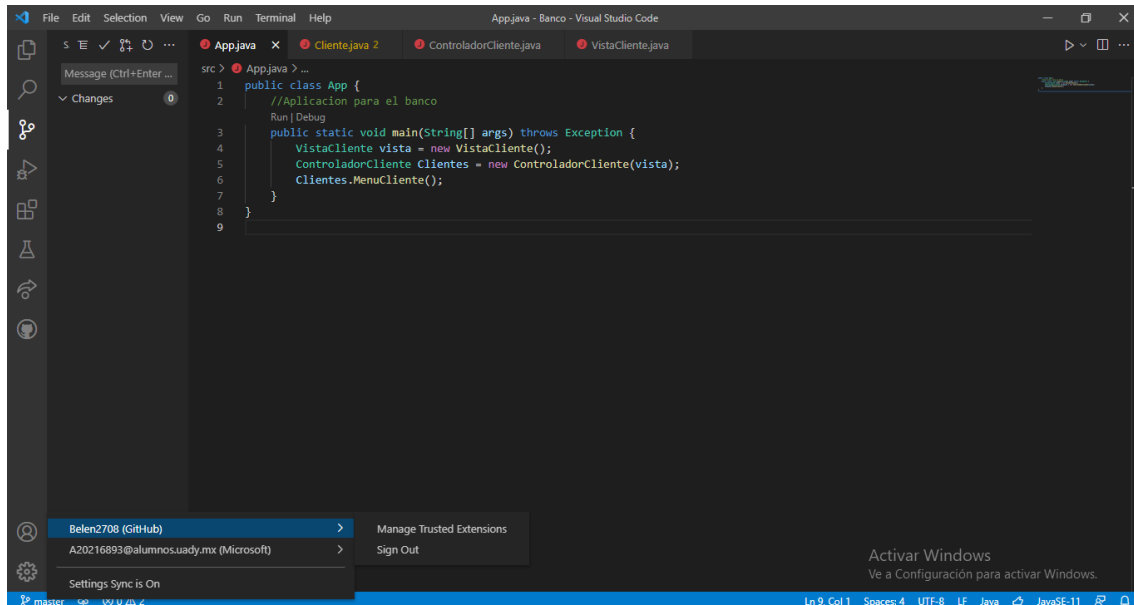 File Edit Selection View Go Run Terminal Help App.java - Banco - Visual Studio Code
S
App.java Cliente.java 2 ControladorCliente.java VistaCliente.java
Message (Ctrl+Enter ...
Changes 0
src > App.java > ...
1 public class App {
2 //Aplicacion para el banco
Run | Debug
3 public static void main(String[] args) throws Exception {
4 VistaCliente vista = new VistaCliente();
5 ControladorCliente Clientes = new ControladorCliente(vista);
6 Clientes.MenuCliente();
7 }
8 }
9
Belen2708 (GitHub)
Manage Trusted Extensions
A20216893@alumnos.uady.mx (Microsoft)
Sign Out
Settings Sync is On
Activar Windows
Ve a Configuración para activar Windows.
master 0 2 Ln 9, Col 1 Spaces: 4 UTF-8 LF Java JavaSE-11